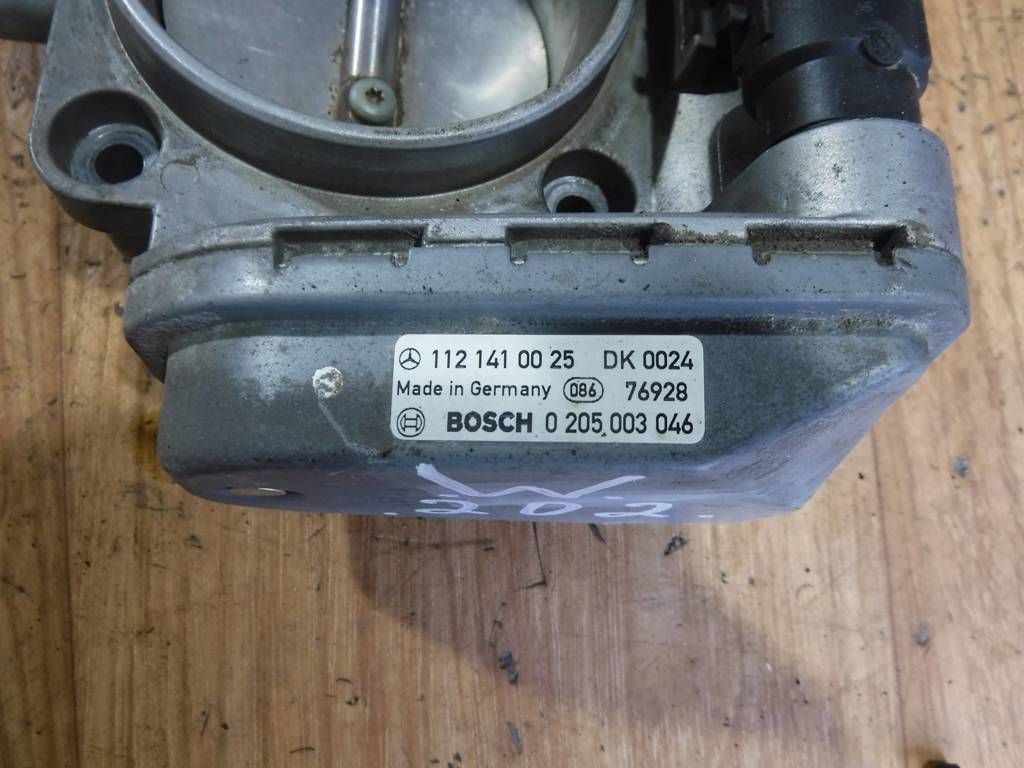 112 141 00 25 DK 0024
Made in Germany 086 76928
BOSCH 0 205 003 046
W
.202.